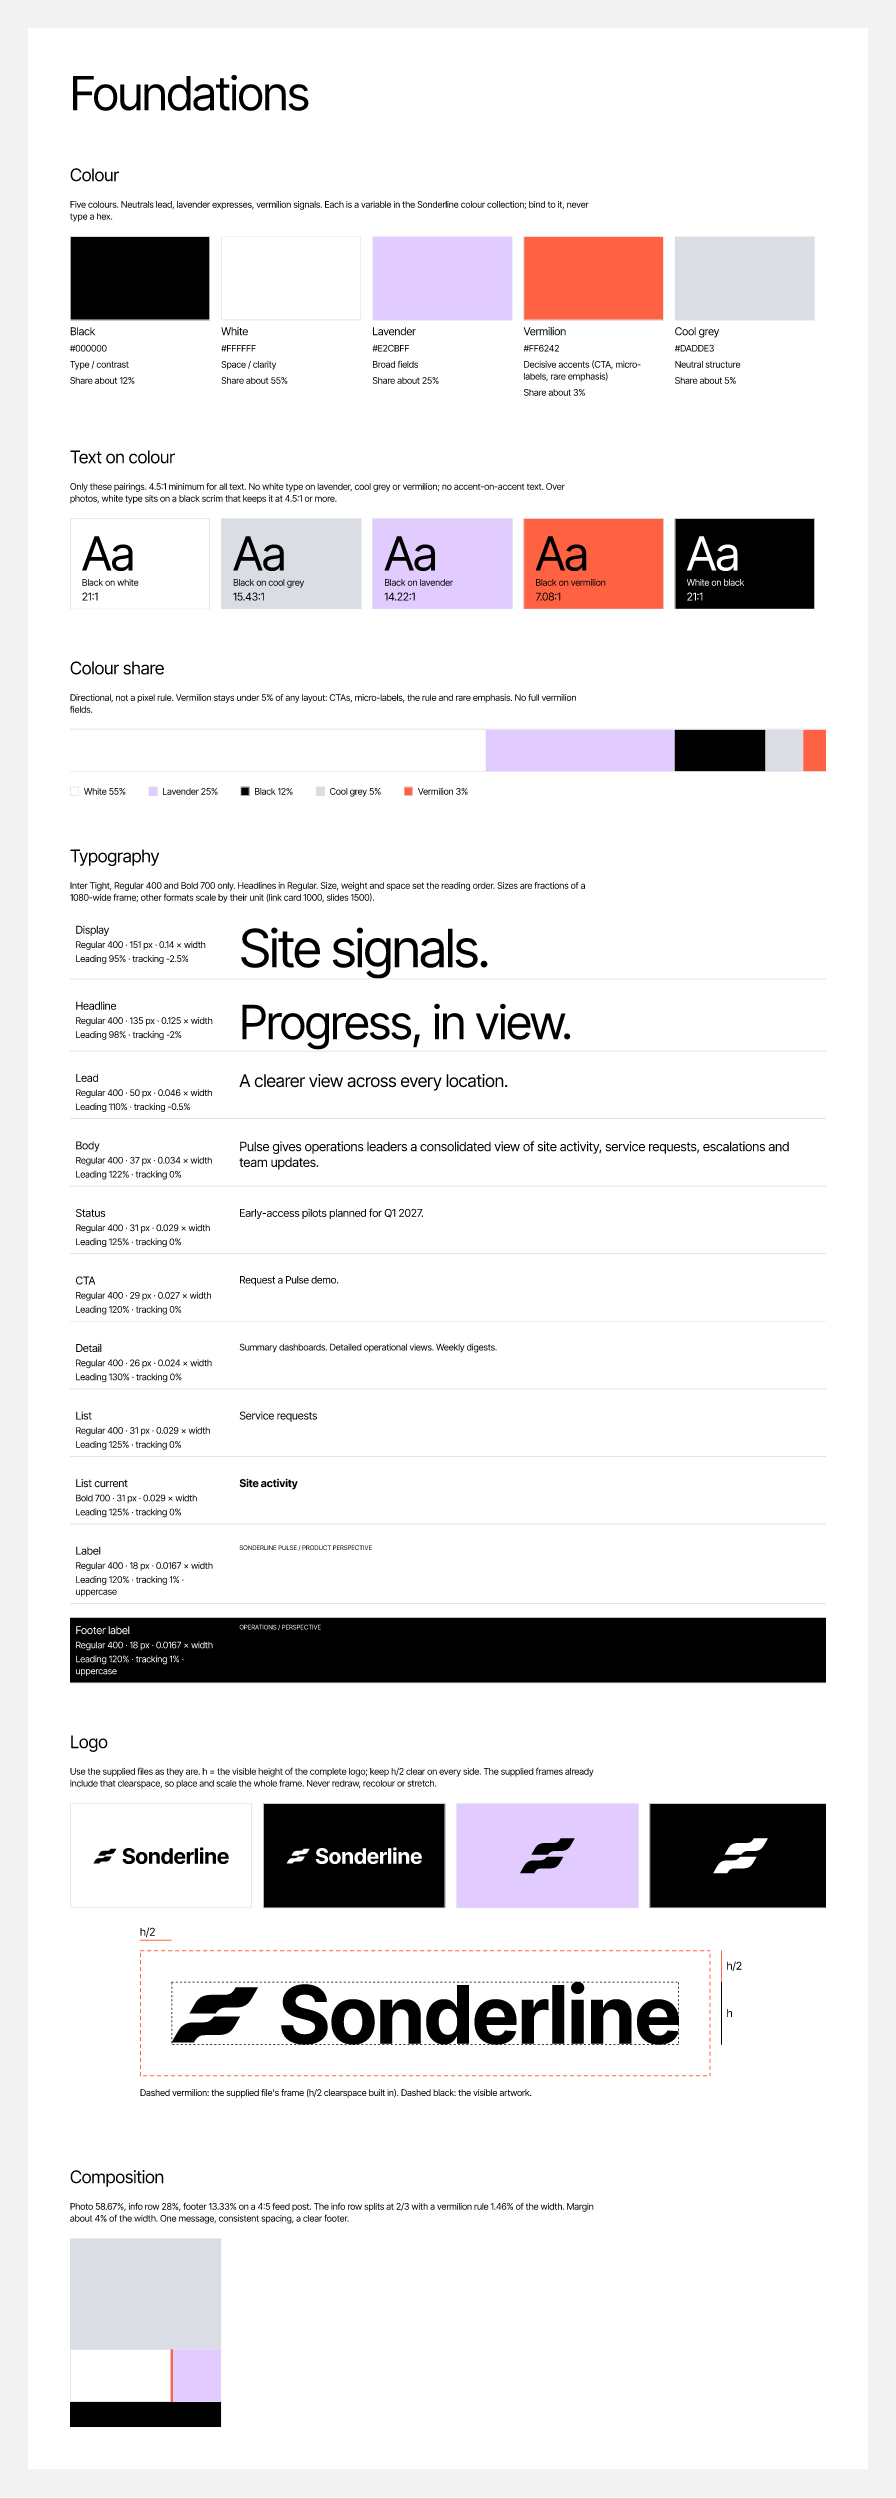 Foundations
Colour
Five colours. Neutrals lead, lavender expresses, vermilion signals. Each is a variable in the Sonderline colour collection; bind to it, never
type a hex.
Black
#000000
Type / contrast
Share about 12%
White
#FFFFFF
Space / clarity
Share about 55%
Lavender
#E2CBFF
Broad fields
Share about 25%
Vermilion
#FF6242
Decisive accents (CTA, micro-
labels, rare emphasis)
Share about 3%
Cool grey
#DADDE3
Neutral structure
Share about 5%
Text on colour
Only these pairings. 4.5:1 minimum for all text. No white type on lavender, cool grey or vermilion; no accent-on-accent text. Over
photos, white type sits on a black scrim that keeps it at 4.5:1 or more.
Aa
Black on white
21:1
Aa
Black on cool grey
15.43:1
Aa
Black on lavender
14.22:1
Aa
Black on vermilion
7.08:1
Aa
White on black
21:1
Colour share
Directional, not a pixel rule. Vermilion stays under 5% of any layout: CTAs, micro-labels, the rule and rare emphasis. No full vermilion
fields.
White 55%
Lavender 25%
Black 12%
Cool grey 5%
Vermilion 3%
Typography
Inter Tight, Regular 400 and Bold 700 only. Headlines in Regular. Size, weight and space set the reading order. Sizes are fractions of a
1080-wide frame; other formats scale by their unit (link card 1000, slides 1500).
Display
Regular 400 · 151 px · 0.14 × width
Leading 95% · tracking -2.5%
Site signals.
Headline
Regular 400 · 135 px · 0.125 × width
Leading 98% · tracking -2%
Progress, in view.
Lead
Regular 400 · 50 px · 0.046 × width
Leading 110% · tracking -0.5%
A clearer view across every location.
Body
Regular 400 · 37 px · 0.034 × width
Leading 122% · tracking 0%
Pulse gives operations leaders a consolidated view of site activity, service requests, escalations and
team updates.
Status
Regular 400 · 31 px · 0.029 × width
Leading 125% · tracking 0%
Early-access pilots planned for Q1 2027.
CTA
Regular 400 · 29 px · 0.027 × width
Leading 120% · tracking 0%
Request a Pulse demo.
Detail
Regular 400 · 26 px · 0.024 × width
Leading 130% · tracking 0%
Summary dashboards. Detailed operational views. Weekly digests.
List
Regular 400 · 31 px · 0.029 × width
Leading 125% · tracking 0%
Service requests
List current
Bold 700 · 31 px · 0.029 × width
Leading 125% · tracking 0%
Site activity
Label
Regular 400 · 18 px · 0.0167 × width
Leading 120% · tracking 1% ·
uppercase
SONDERLINE PULSE / PRODUCT PERSPECTIVE
Footer label
Regular 400 · 18 px · 0.0167 × width
Leading 120% · tracking 1% ·
uppercase
OPERATIONS / PERSPECTIVE
Logo
Use the supplied files as they are. h = the visible height of the complete logo; keep h/2 clear on every side. The supplied frames already
include that clearspace, so place and scale the whole frame. Never redraw, recolour or stretch.
Sonderline
Sonderline
h/2
h/2
h
Sonderline
Dashed vermilion: the supplied file's frame (h/2 clearspace built in). Dashed black: the visible artwork.
Composition
Photo 58.67%, info row 28%, footer 13.33% on a 4:5 feed post. The info row splits at 2/3 with a vermilion rule 1.46% of the width. Margin
about 4% of the width. One message, consistent spacing, a clear footer.